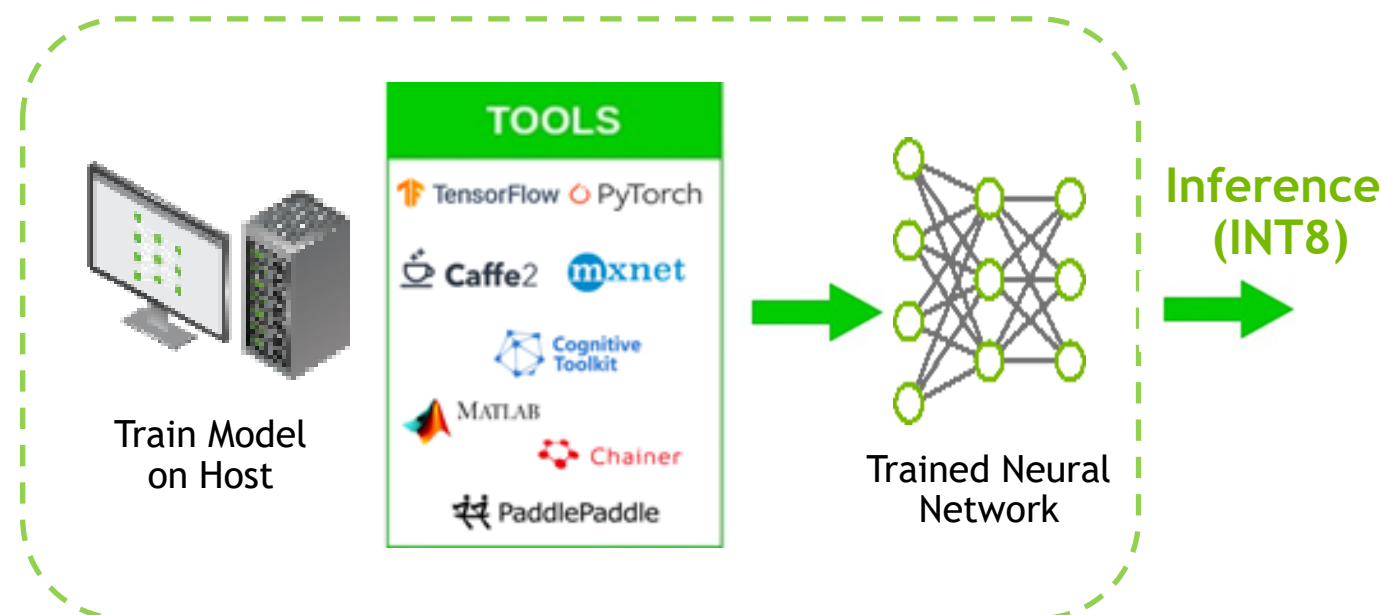 TOOLS
TensorFlow PyTorch
Caffe2 mxnet
Cognitive
Toolkit
MATLAB
Chainer
PaddlePaddle
Train Model
on Host
Trained Neural
Network
Inference
(INT8)